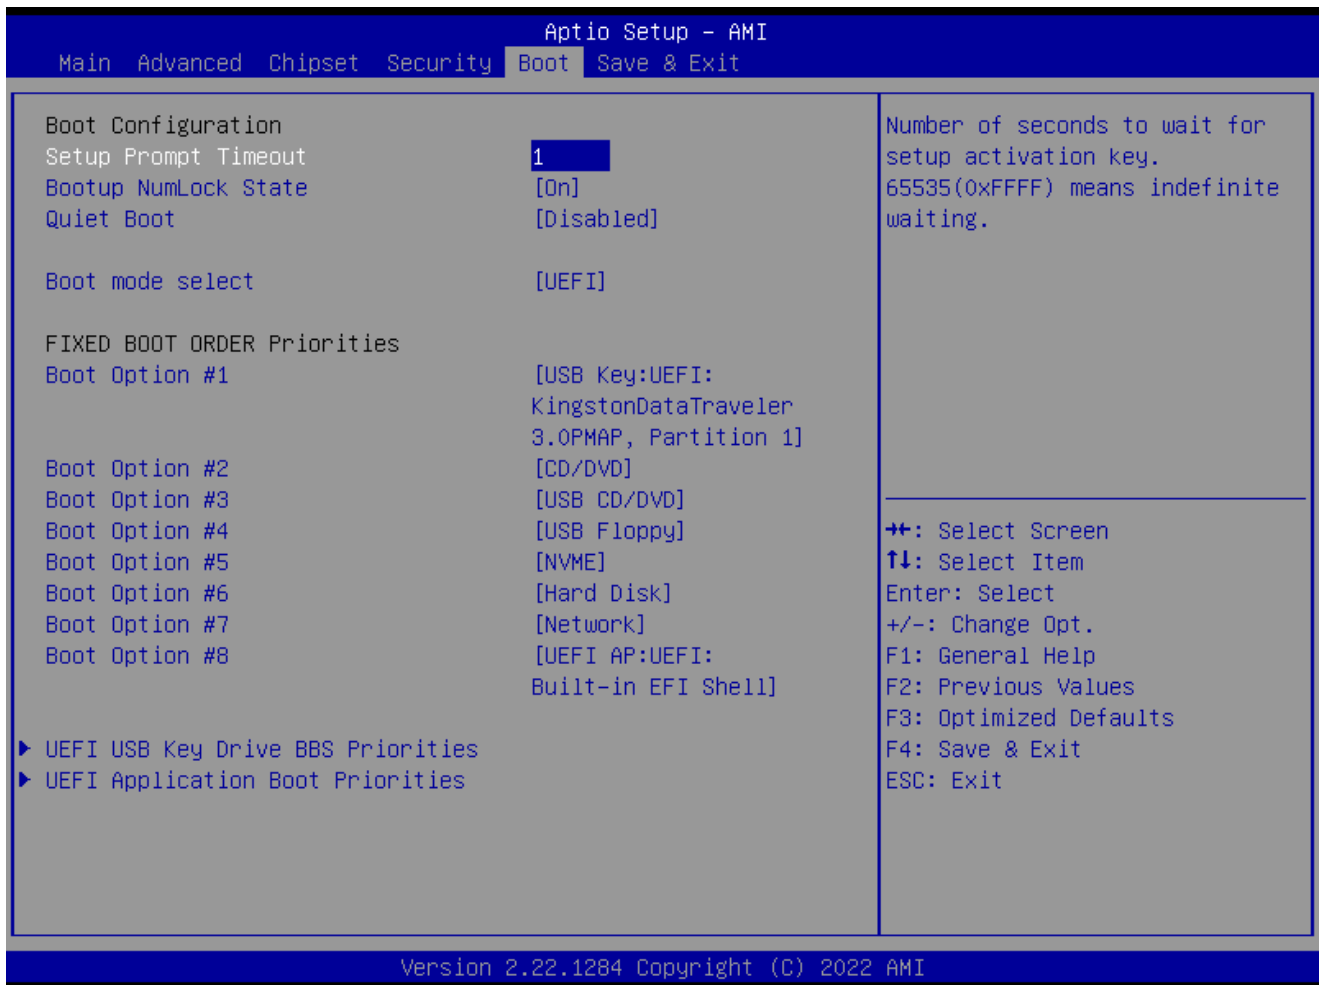 Aptio Setup – AMI
Main Advanced Chipset Security Boot Save & Exit
Boot Configuration
Setup Prompt Timeout 1
Bootup NumLock State [On]
Quiet Boot [Disabled]
Boot mode select [UEFI]
FIXED BOOT ORDER Priorities
Boot Option #1 [USB Key:UEFI:
KingstonDataTraveler
3.0PMAP, Partition 1]
Boot Option #2 [CD/DVD]
Boot Option #3 [USB CD/DVD]
Boot Option #4 [USB Floppy]
Boot Option #5 [NVME]
Boot Option #6 [Hard Disk]
Boot Option #7 [Network]
Boot Option #8 [UEFI AP:UEFI:
Built–in EFI Shell]
▶ UEFI USB Key Drive BBS Priorities
▶ UEFI Application Boot Priorities
Number of seconds to wait for
setup activation key.
65535(0xFFFF) means indefinite
waiting.
→←: Select Screen
↑↓: Select Item
Enter: Select
+/–: Change Opt.
F1: General Help
F2: Previous Values
F3: Optimized Defaults
F4: Save & Exit
ESC: Exit
Version 2.22.1284 Copyright (C) 2022 AMI